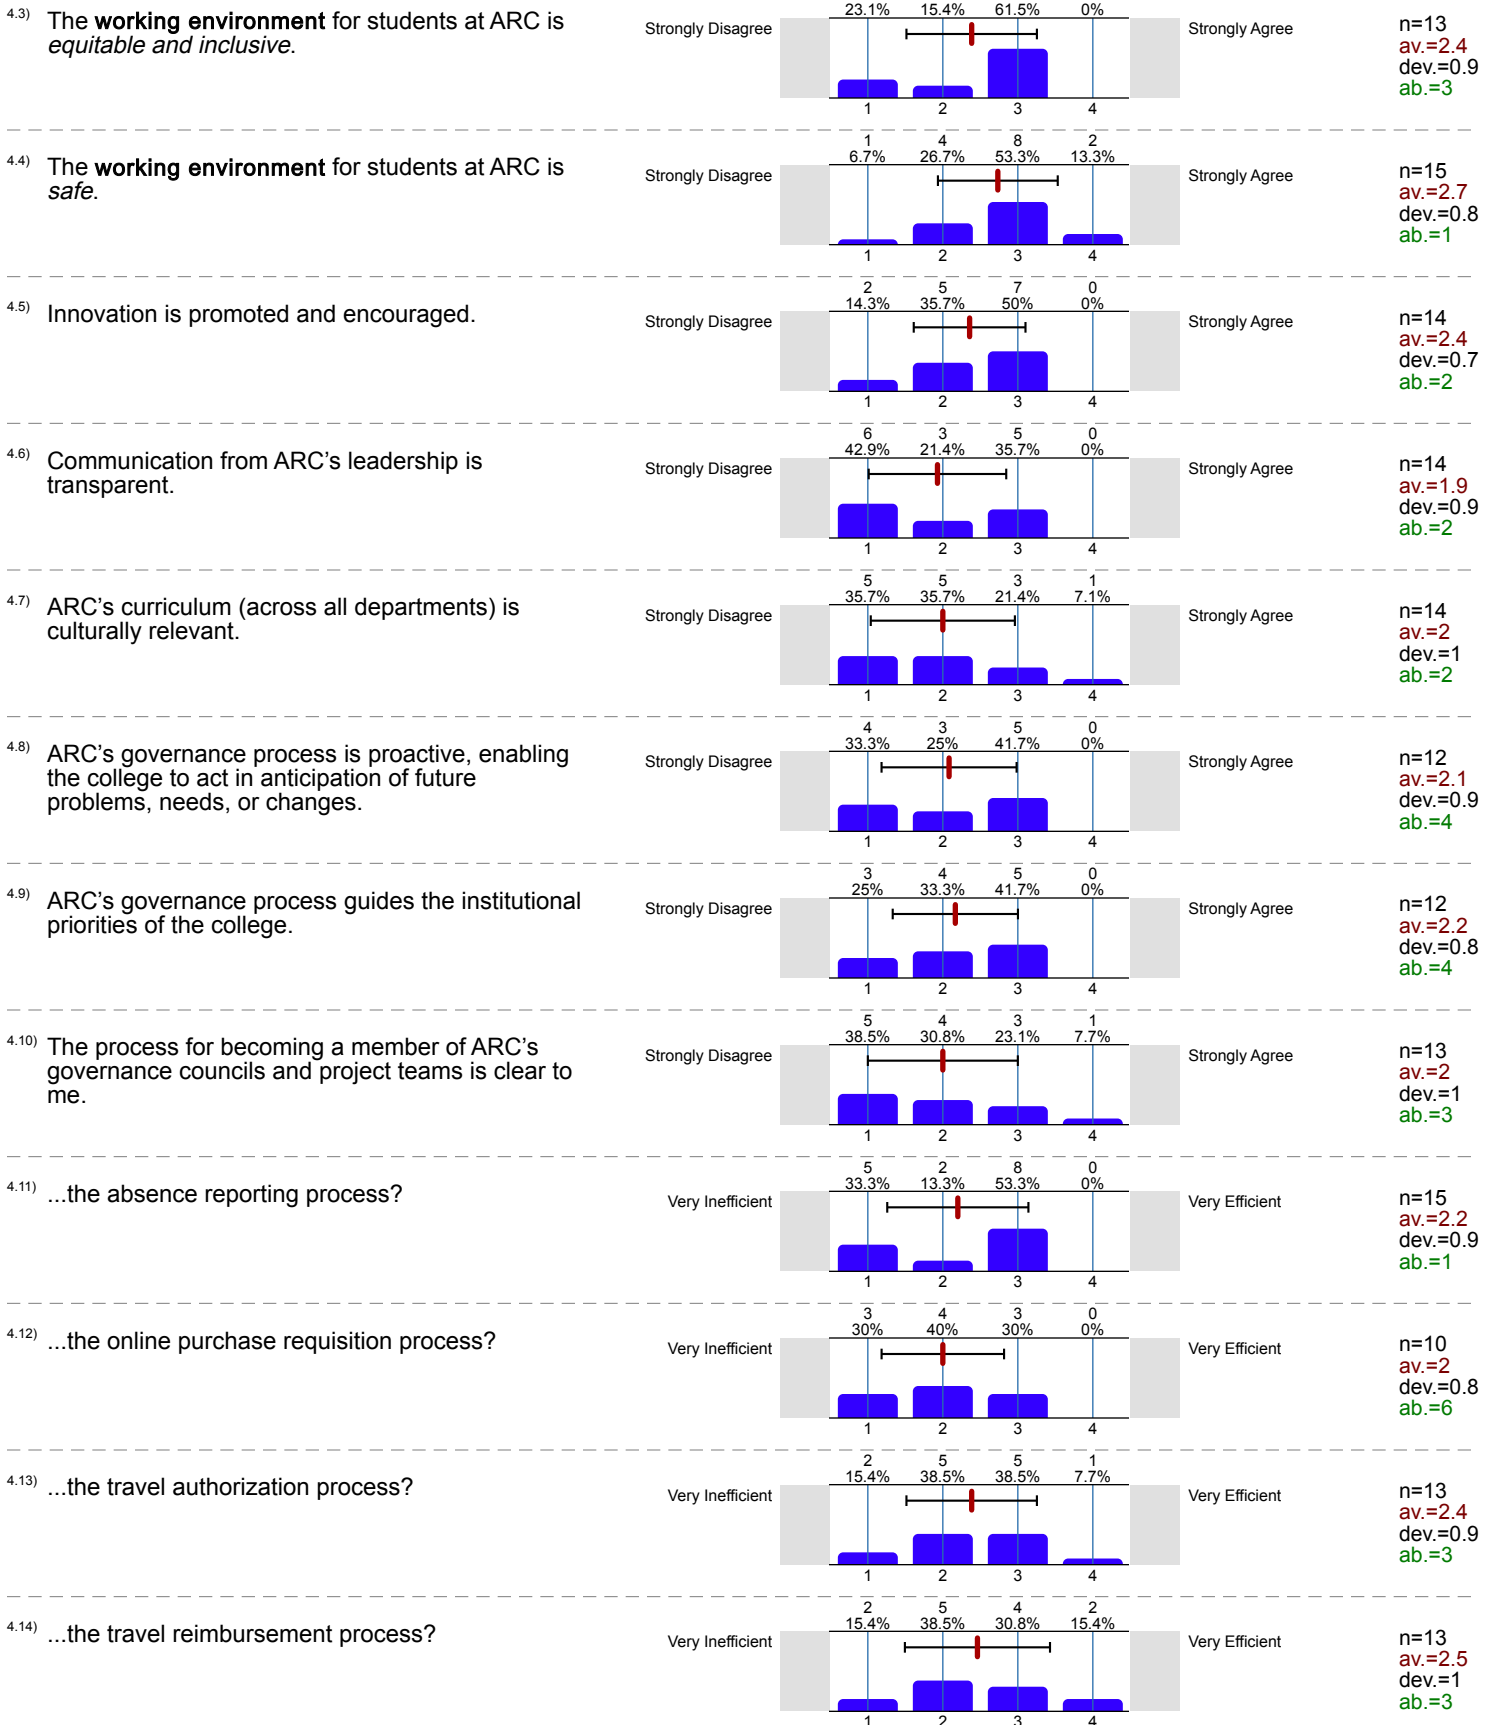 4.3) The working environment for students at ARC is
equitable and inclusive.
Strongly Disagree
23.1% 15.4% 61.5% 0%
1 2 3 4
Strongly Agree
n=13
av.=2.4
dev.=0.9
ab.=3
4.4) The working environment for students at ARC is
safe.
Strongly Disagree
1 4 8 2
6.7% 26.7% 53.3% 13.3%
1 2 3 4
Strongly Agree
n=15
av.=2.7
dev.=0.8
ab.=1
4.5) Innovation is promoted and encouraged.
Strongly Disagree
2 5 7 0
14.3% 35.7% 50% 0%
1 2 3 4
Strongly Agree
n=14
av.=2.4
dev.=0.7
ab.=2
4.6) Communication from ARC’s leadership is
transparent.
Strongly Disagree
6 3 5 0
42.9% 21.4% 35.7% 0%
1 2 3 4
Strongly Agree
n=14
av.=1.9
dev.=0.9
ab.=2
4.7) ARC’s curriculum (across all departments) is
culturally relevant.
Strongly Disagree
5 5 3 1
35.7% 35.7% 21.4% 7.1%
1 2 3 4
Strongly Agree
n=14
av.=2
dev.=1
ab.=2
4.8) ARC’s governance process is proactive, enabling
the college to act in anticipation of future
problems, needs, or changes.
Strongly Disagree
4 3 5 0
33.3% 25% 41.7% 0%
1 2 3 4
Strongly Agree
n=12
av.=2.1
dev.=0.9
ab.=4
4.9) ARC’s governance process guides the institutional
priorities of the college.
Strongly Disagree
3 4 5 0
25% 33.3% 41.7% 0%
1 2 3 4
Strongly Agree
n=12
av.=2.2
dev.=0.8
ab.=4
4.10) The process for becoming a member of ARC’s
governance councils and project teams is clear to
me.
Strongly Disagree
5 4 3 1
38.5% 30.8% 23.1% 7.7%
1 2 3 4
Strongly Agree
n=13
av.=2
dev.=1
ab.=3
4.11) ...the absence reporting process?
Very Inefficient
5 2 8 0
33.3% 13.3% 53.3% 0%
1 2 3 4
Very Efficient
n=15
av.=2.2
dev.=0.9
ab.=1
4.12) ...the online purchase requisition process?
Very Inefficient
3 4 3 0
30% 40% 30% 0%
1 2 3 4
Very Efficient
n=10
av.=2
dev.=0.8
ab.=6
4.13) ...the travel authorization process?
Very Inefficient
2 5 5 1
15.4% 38.5% 38.5% 7.7%
1 2 3 4
Very Efficient
n=13
av.=2.4
dev.=0.9
ab.=3
4.14) ...the travel reimbursement process?
Very Inefficient
2 5 4 2
15.4% 38.5% 30.8% 15.4%
1 2 3 4
Very Efficient
n=13
av.=2.5
dev.=1
ab.=3